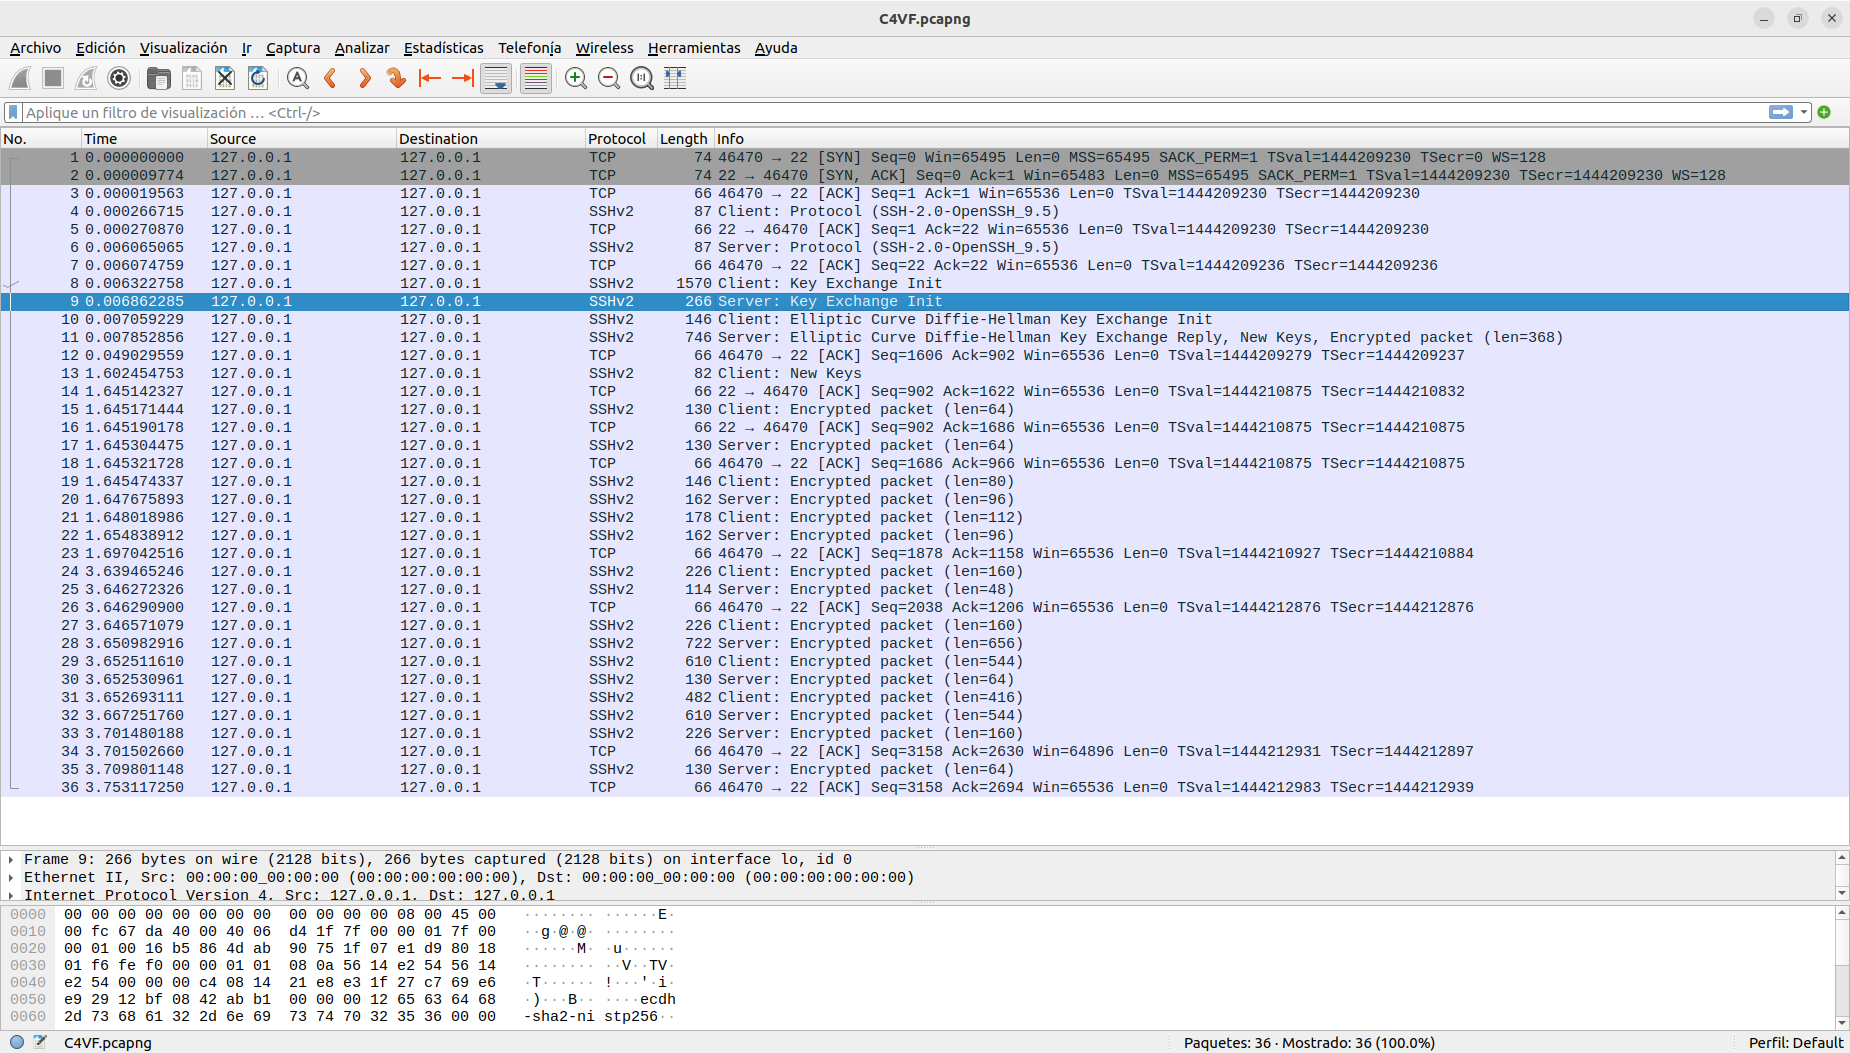 C4VF.pcapng
Archivo Edición Visualización Ir Captura Analizar Estadísticas Telefonía Wireless Herramientas Ayuda
Aplique un filtro de visualización … <Ctrl-/>
No. Time Source Destination Protocol Length Info
1 0.000000000 127.0.0.1 127.0.0.1 TCP 74 46470 → 22 [SYN] Seq=0 Win=65495 Len=0 MSS=65495 SACK_PERM=1 TSval=1444209230 TSecr=0 WS=128
2 0.000009774 127.0.0.1 127.0.0.1 TCP 74 22 → 46470 [SYN, ACK] Seq=0 Ack=1 Win=65483 Len=0 MSS=65495 SACK_PERM=1 TSval=1444209230 TSecr=1444209230 WS=128
3 0.000019563 127.0.0.1 127.0.0.1 TCP 66 46470 → 22 [ACK] Seq=1 Ack=1 Win=65536 Len=0 TSval=1444209230 TSecr=1444209230
4 0.000266715 127.0.0.1 127.0.0.1 SSHv2 87 Client: Protocol (SSH-2.0-OpenSSH_9.5)
5 0.000270870 127.0.0.1 127.0.0.1 TCP 66 22 → 46470 [ACK] Seq=1 Ack=22 Win=65536 Len=0 TSval=1444209230 TSecr=1444209230
6 0.006065065 127.0.0.1 127.0.0.1 SSHv2 87 Server: Protocol (SSH-2.0-OpenSSH_9.5)
7 0.006074759 127.0.0.1 127.0.0.1 TCP 66 46470 → 22 [ACK] Seq=22 Ack=22 Win=65536 Len=0 TSval=1444209236 TSecr=1444209236
8 0.006322758 127.0.0.1 127.0.0.1 SSHv2 1570 Client: Key Exchange Init
9 0.006862285 127.0.0.1 127.0.0.1 SSHv2 266 Server: Key Exchange Init
10 0.007059229 127.0.0.1 127.0.0.1 SSHv2 146 Client: Elliptic Curve Diffie-Hellman Key Exchange Init
11 0.007852856 127.0.0.1 127.0.0.1 SSHv2 746 Server: Elliptic Curve Diffie-Hellman Key Exchange Reply, New Keys, Encrypted packet (len=368)
12 0.049029559 127.0.0.1 127.0.0.1 TCP 66 46470 → 22 [ACK] Seq=1606 Ack=902 Win=65536 Len=0 TSval=1444209279 TSecr=1444209237
13 1.602454753 127.0.0.1 127.0.0.1 SSHv2 82 Client: New Keys
14 1.645142327 127.0.0.1 127.0.0.1 TCP 66 22 → 46470 [ACK] Seq=902 Ack=1622 Win=65536 Len=0 TSval=1444210875 TSecr=1444210832
15 1.645171444 127.0.0.1 127.0.0.1 SSHv2 130 Client: Encrypted packet (len=64)
16 1.645190178 127.0.0.1 127.0.0.1 TCP 66 22 → 46470 [ACK] Seq=902 Ack=1686 Win=65536 Len=0 TSval=1444210875 TSecr=1444210875
17 1.645304475 127.0.0.1 127.0.0.1 SSHv2 130 Server: Encrypted packet (len=64)
18 1.645321728 127.0.0.1 127.0.0.1 TCP 66 46470 → 22 [ACK] Seq=1686 Ack=966 Win=65536 Len=0 TSval=1444210875 TSecr=1444210875
19 1.645474337 127.0.0.1 127.0.0.1 SSHv2 146 Client: Encrypted packet (len=80)
20 1.647675893 127.0.0.1 127.0.0.1 SSHv2 162 Server: Encrypted packet (len=96)
21 1.648018986 127.0.0.1 127.0.0.1 SSHv2 178 Client: Encrypted packet (len=112)
22 1.654838912 127.0.0.1 127.0.0.1 SSHv2 162 Server: Encrypted packet (len=96)
23 1.697042516 127.0.0.1 127.0.0.1 TCP 66 46470 → 22 [ACK] Seq=1878 Ack=1158 Win=65536 Len=0 TSval=1444210927 TSecr=1444210884
24 3.639465246 127.0.0.1 127.0.0.1 SSHv2 226 Client: Encrypted packet (len=160)
25 3.646272326 127.0.0.1 127.0.0.1 SSHv2 114 Server: Encrypted packet (len=48)
26 3.646290900 127.0.0.1 127.0.0.1 TCP 66 46470 → 22 [ACK] Seq=2038 Ack=1206 Win=65536 Len=0 TSval=1444212876 TSecr=1444212876
27 3.646571079 127.0.0.1 127.0.0.1 SSHv2 226 Client: Encrypted packet (len=160)
28 3.650982916 127.0.0.1 127.0.0.1 SSHv2 722 Server: Encrypted packet (len=656)
29 3.652511610 127.0.0.1 127.0.0.1 SSHv2 610 Client: Encrypted packet (len=544)
30 3.652530961 127.0.0.1 127.0.0.1 SSHv2 130 Server: Encrypted packet (len=64)
31 3.652693111 127.0.0.1 127.0.0.1 SSHv2 482 Client: Encrypted packet (len=416)
32 3.667251760 127.0.0.1 127.0.0.1 SSHv2 610 Server: Encrypted packet (len=544)
33 3.701480188 127.0.0.1 127.0.0.1 SSHv2 226 Server: Encrypted packet (len=160)
34 3.701502660 127.0.0.1 127.0.0.1 TCP 66 46470 → 22 [ACK] Seq=3158 Ack=2630 Win=64896 Len=0 TSval=1444212931 TSecr=1444212897
35 3.709801148 127.0.0.1 127.0.0.1 SSHv2 130 Server: Encrypted packet (len=64)
36 3.753117250 127.0.0.1 127.0.0.1 TCP 66 46470 → 22 [ACK] Seq=3158 Ack=2694 Win=65536 Len=0 TSval=1444212983 TSecr=1444212939
Frame 9: 266 bytes on wire (2128 bits), 266 bytes captured (2128 bits) on interface lo, id 0
Ethernet II, Src: 00:00:00_00:00:00 (00:00:00:00:00:00), Dst: 00:00:00_00:00:00 (00:00:00:00:00:00)
Internet Protocol Version 4, Src: 127.0.0.1, Dst: 127.0.0.1
0000 00 00 00 00 00 00 00 00 00 00 00 00 08 00 45 00 ········ ······E·
0010 00 fc 67 da 40 00 40 06 d4 1f 7f 00 00 01 7f 00 ··g·@·@· ········
0020 00 01 00 16 b5 86 4d ab 90 75 1f 07 e1 d9 80 18 ······M· ·u······
0030 01 f6 fe f0 00 00 01 01 08 0a 56 14 e2 54 56 14 ········ ··V··TV·
0040 e2 54 00 00 00 c4 08 14 21 e8 e3 1f 27 c7 69 e6 ·T······ !···'·i·
0050 e9 29 12 bf 08 42 ab b1 00 00 00 12 65 63 64 68 ·)···B·· ····ecdh
0060 2d 73 68 61 32 2d 6e 69 73 74 70 32 35 36 00 00 -sha2-ni stp256··
C4VF.pcapng Paquetes: 36 · Mostrado: 36 (100.0%) Perfil: Default